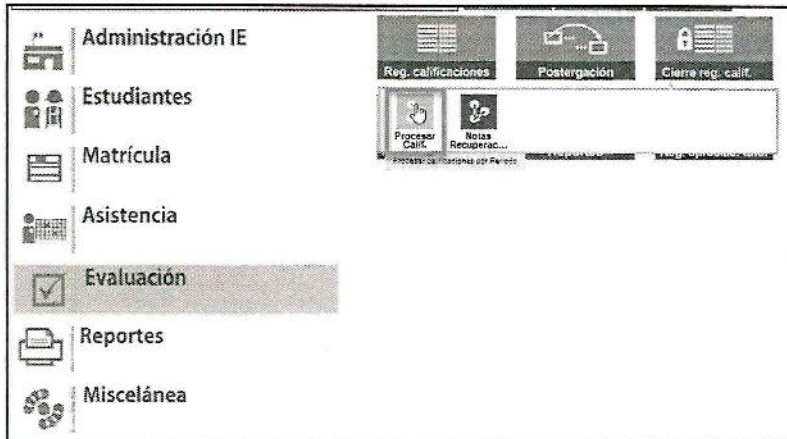 Administración IE
Estudiantes
Matrícula
Asistencia
Evaluación
Reportes
Miscelánea
Reg. calificaciones
Postergación
Cierre reg. calif.
Procesar
Calif.
Notas
Recuperac...
Procesar calificaciones por Periodo